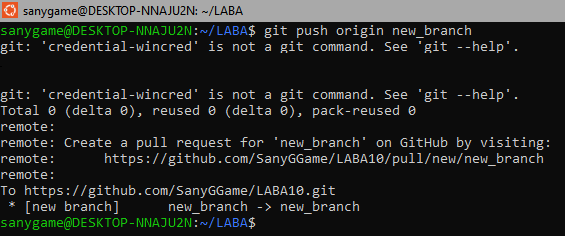 sanygame@DESKTOP-NNAJU2N: ~/LABA
sanygame@DESKTOP-NNAJU2N:~/LABA$ git push origin new_branch
git: 'credential-wincred' is not a git command. See 'git --help'.
git: 'credential-wincred' is not a git command. See 'git --help'.
Total 0 (delta 0), reused 0 (delta 0), pack-reused 0
remote:
remote: Create a pull request for 'new_branch' on GitHub by visiting:
remote:      https://github.com/SanyGGame/LABA10/pull/new/new_branch
remote:
To https://github.com/SanyGGame/LABA10.git
 * [new branch]      new_branch -> new_branch
sanygame@DESKTOP-NNAJU2N:~/LABA$